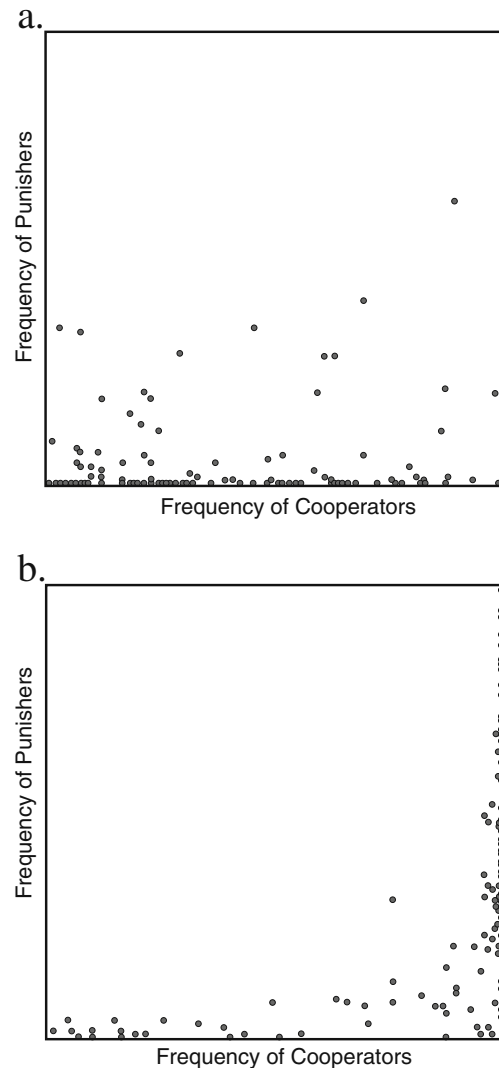 a.
Frequency of Punishers
Frequency of Cooperators
b.
Frequency of Punishers
Frequency of Cooperators